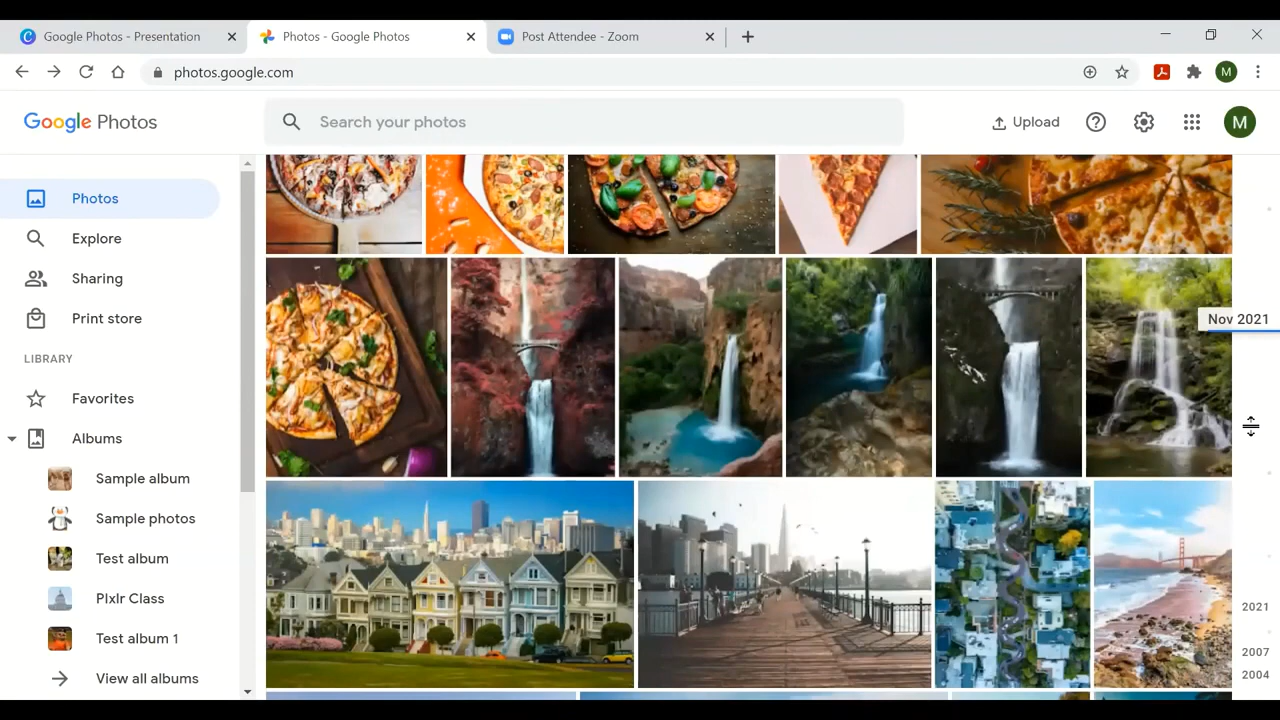 Google Photos - Presentation
Photos - Google Photos
Post Attendee - Zoom
photos.google.com
M
Google Photos
Search your photos
Upload
M
Photos
Explore
Sharing
Print store
LIBRARY
Favorites
Albums
Sample album
Sample photos
Test album
PIxlr Class
Test album 1
View all albums
Nov 2021
2021
2007
2004